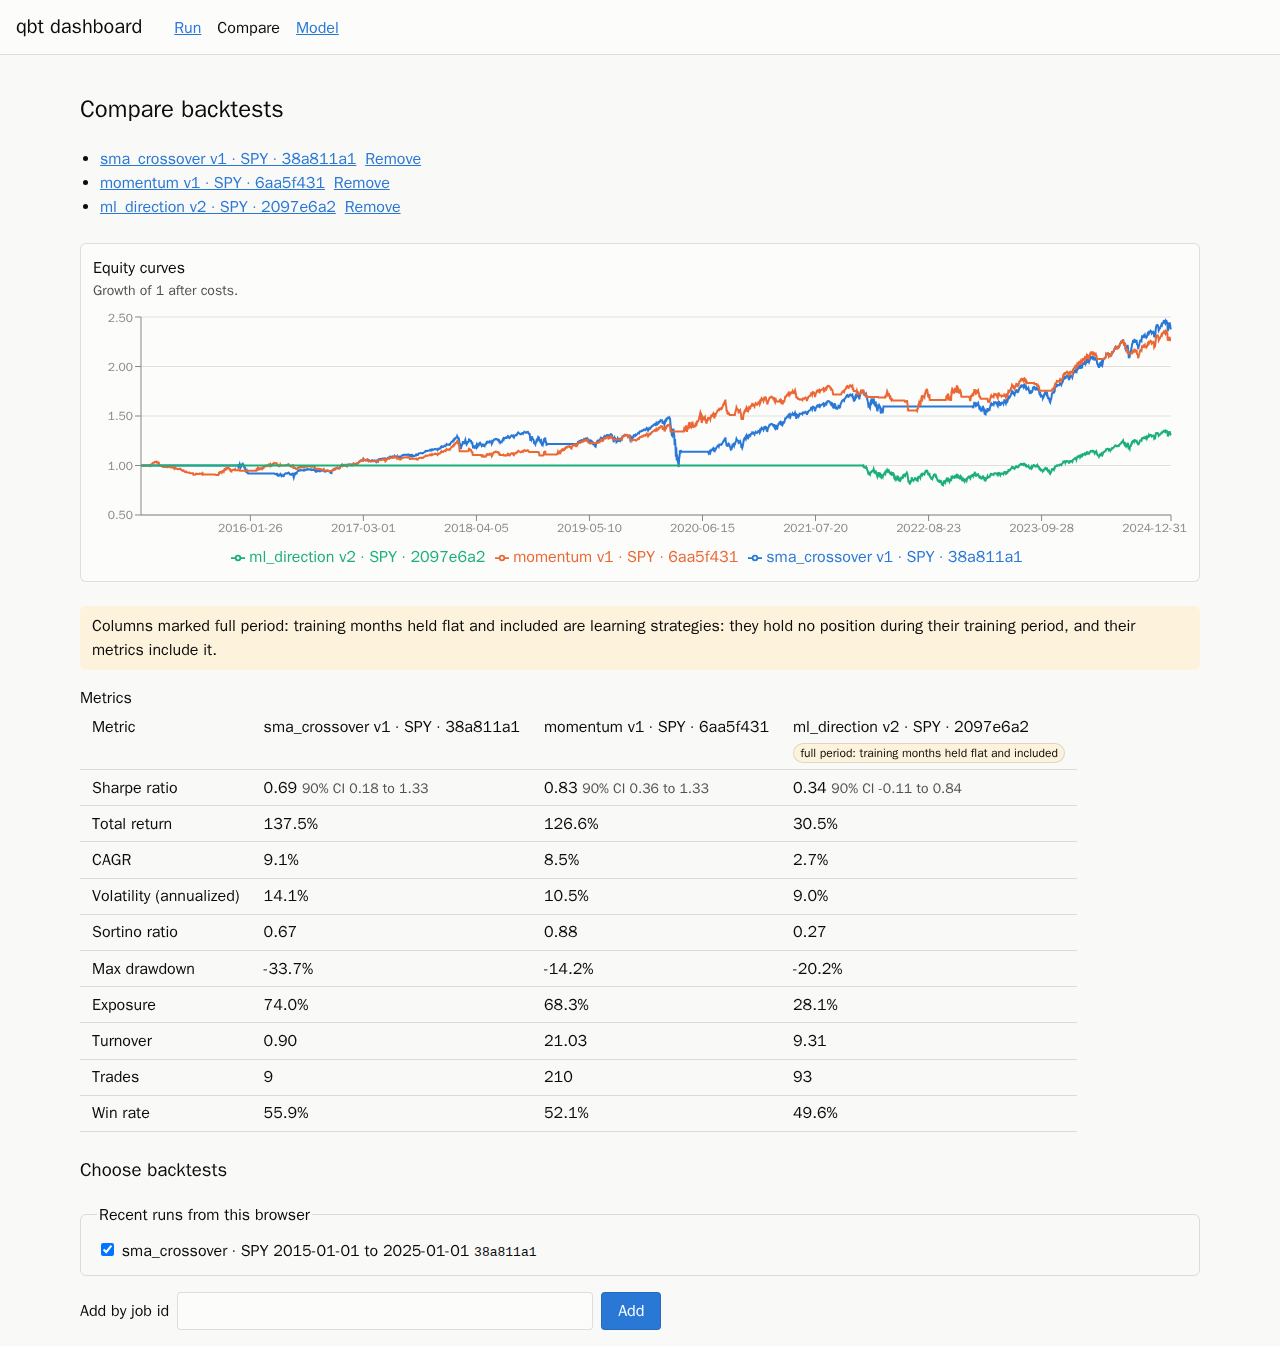 qbt dashboard Run Compare Model
Compare backtests
sma_crossover v1 · SPY · 38a811a1 Remove
momentum v1 · SPY · 6aa5f431 Remove
ml_direction v2 · SPY · 2097e6a2 Remove
Equity curves
Growth of 1 after costs.
2.50
2.00
1.50
1.00
0.50
2016-01-26 2017-03-01 2018-04-05 2019-05-10 2020-06-15 2021-07-20 2022-08-23 2023-09-28 2024-12-31
ml_direction v2 · SPY · 2097e6a2 momentum v1 · SPY · 6aa5f431 sma_crossover v1 · SPY · 38a811a1
Columns marked full period: training months held flat and included are learning strategies: they hold no position during their training period, and their
metrics include it.
Metrics
Metric sma_crossover v1 · SPY · 38a811a1 momentum v1 · SPY · 6aa5f431 ml_direction v2 · SPY · 2097e6a2
full period: training months held flat and included
Sharpe ratio 0.69 90% CI 0.18 to 1.33 0.83 90% CI 0.36 to 1.33 0.34 90% CI -0.11 to 0.84
Total return 137.5% 126.6% 30.5%
CAGR 9.1% 8.5% 2.7%
Volatility (annualized) 14.1% 10.5% 9.0%
Sortino ratio 0.67 0.88 0.27
Max drawdown -33.7% -14.2% -20.2%
Exposure 74.0% 68.3% 28.1%
Turnover 0.90 21.03 9.31
Trades 9 210 93
Win rate 55.9% 52.1% 49.6%
Choose backtests
Recent runs from this browser
sma_crossover · SPY 2015-01-01 to 2025-01-01 38a811a1
Add by job id Add